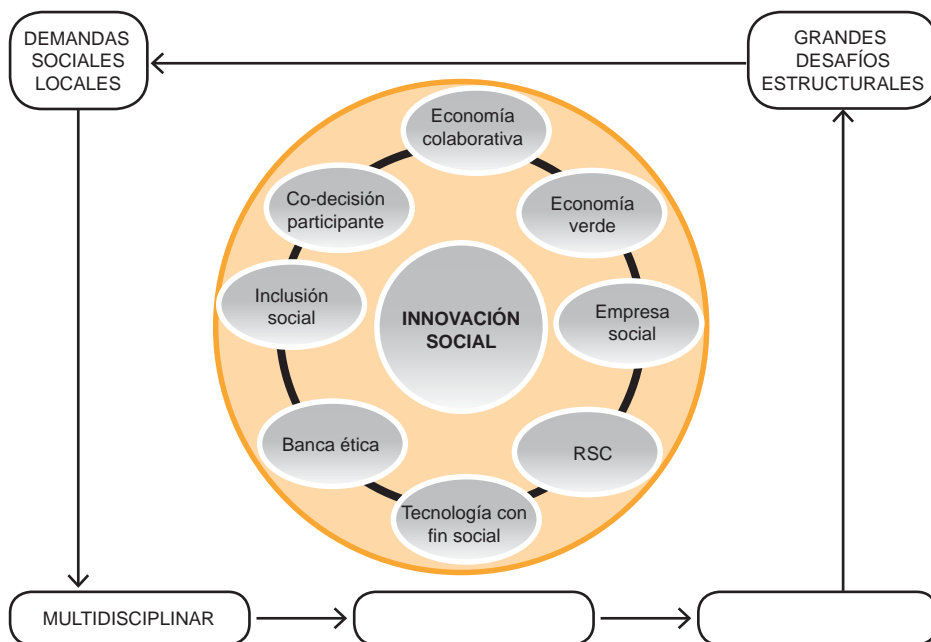 DEMANDAS
SOCIALES
LOCALES
GRANDES
DESAFÍOS
ESTRUCTURALES
Economía
colaborativa
Co-decisión
participante
Economía
verde
Inclusión
social
INNOVACIÓN
SOCIAL
Empresa
social
Banca ética
RSC
Tecnología con
fin social
MULTIDISCIPLINAR